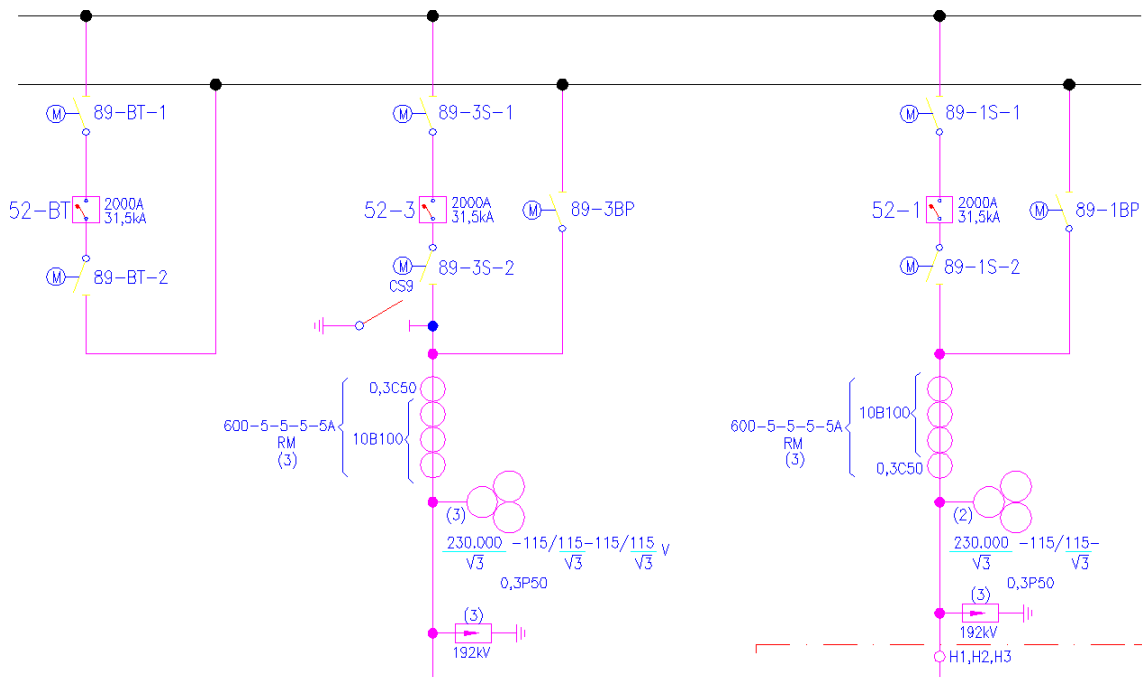 M 89-BT-1
M 89-3S-1
M 89-1S-1
52-BT 2000A
31,5kA
52-3 2000A
31,5kA
M 89-3BP
52-1 2000A
31,5kA
M 89-1BP
M 89-BT-2
M 89-3S-2
M 89-1S-2
CS9
0,3C50
600-5-5-5-5A
RM
(3)
10B100
600-5-5-5-5A
RM
(3)
10B100
0,3C50
(3)
230.000 -115/115-115/115 V
√3 √3 √3
0,3P50
(2)
230.000 -115/115-
√3 √3
0,3P50
(3)
192kV
(3)
192kV
H1,H2,H3